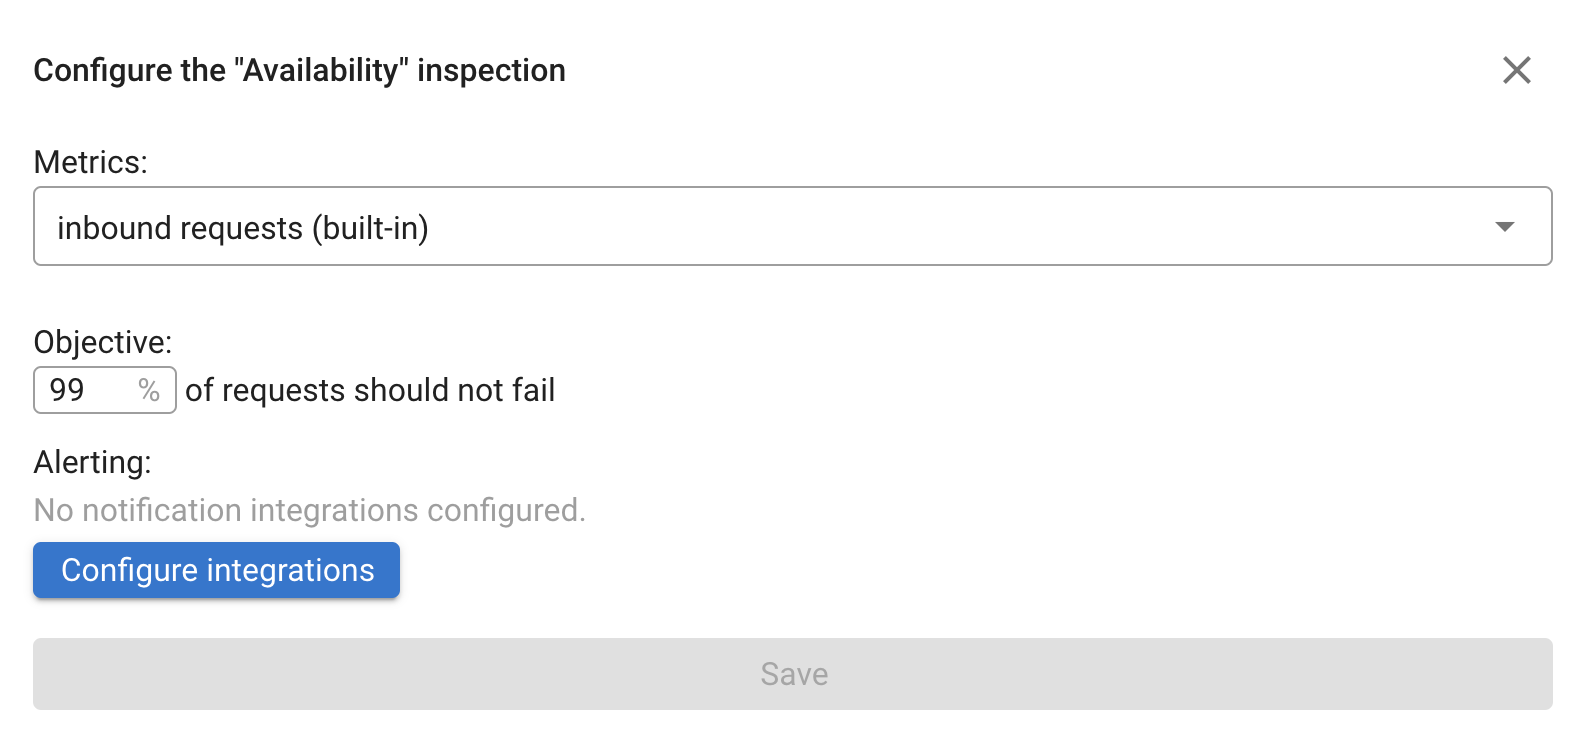 Configure the "Availability" inspection
Metrics:
inbound requests (built-in)
Objective:
99 % of requests should not fail
Alerting:
No notification integrations configured.
Configure integrations
Save